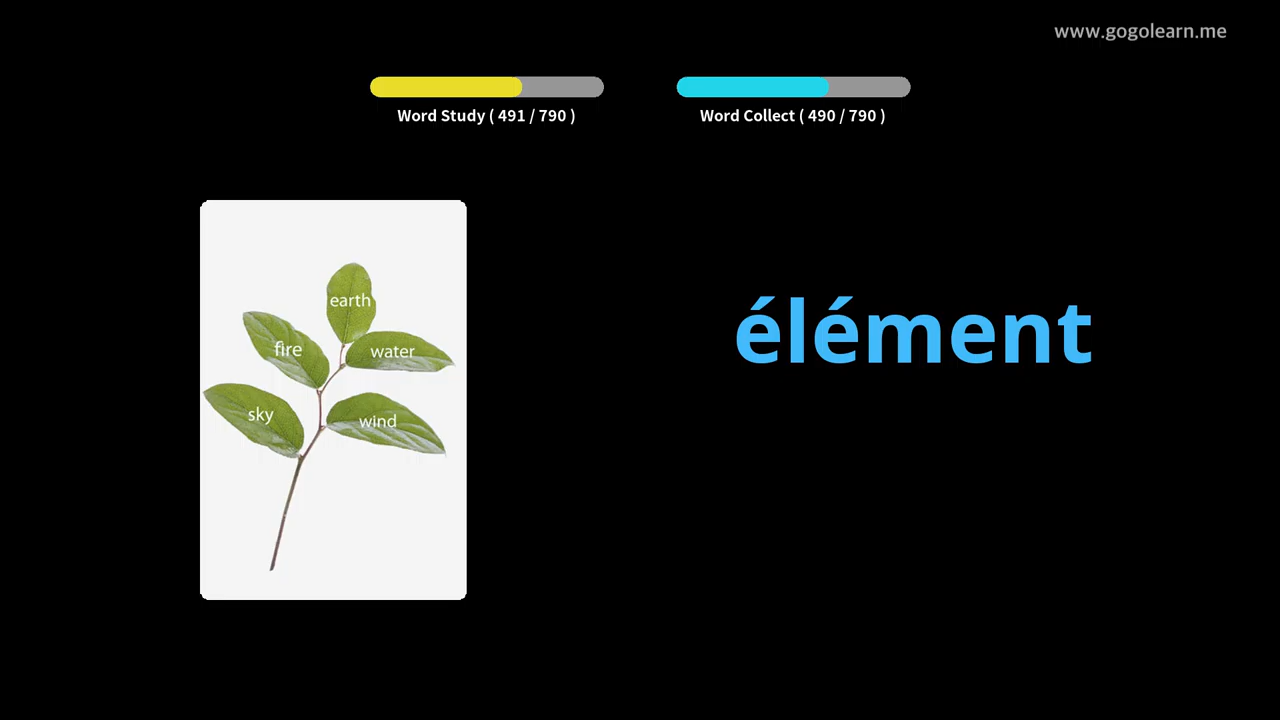 www.gogolearn.me
Word Study ( 491 / 790 )
Word Collect ( 490 / 790 )
earth
fire
water
sky
wind
élément